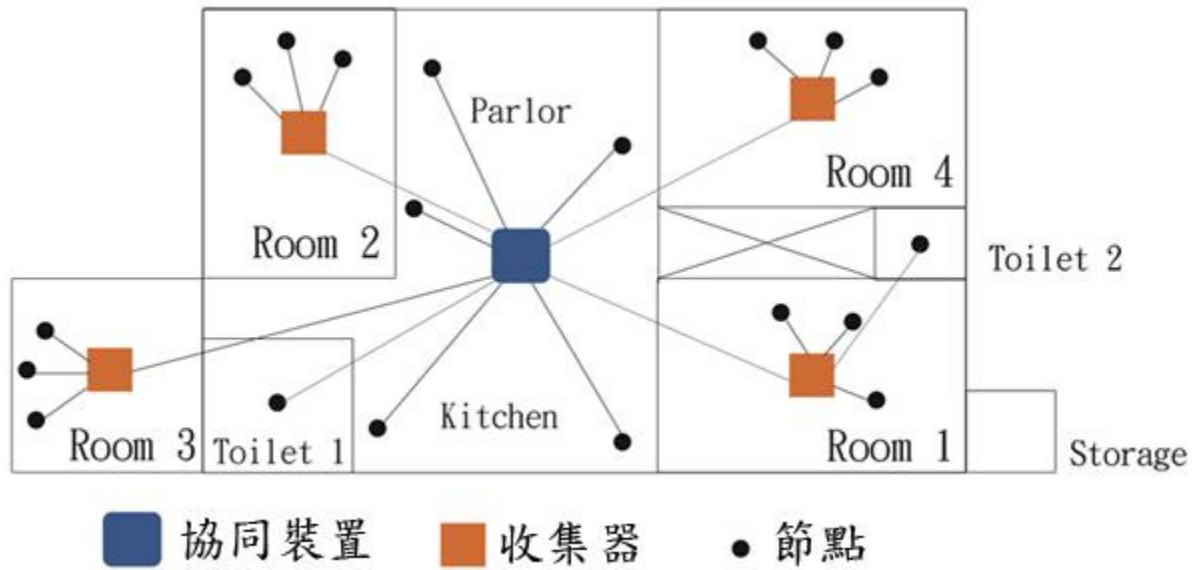 Parlor
Room 4
Room 2
Toilet 2
Kitchen
Room 3
Toilet 1
Room 1
Storage
協同裝置
收集器
節點